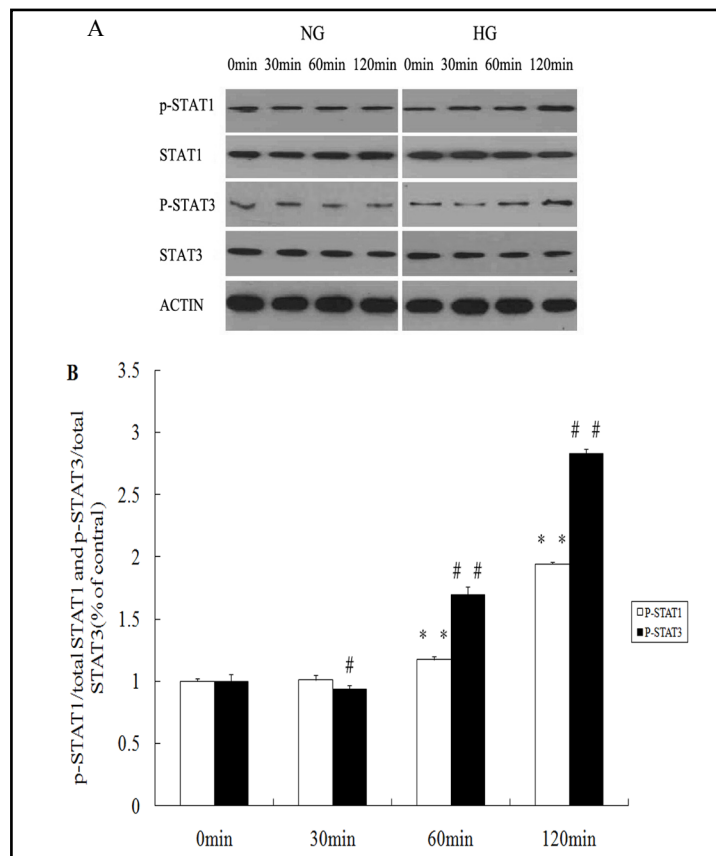 A
NG HG
0min 30min 60min 120min 0min 30min 60min 120min
p-STAT1
STAT1
P-STAT3
STAT3
ACTIN
B
p-STAT1/total STAT1 and p-STAT3/total
STAT3(% of control)
3.5
3
2.5
2
1.5
1
0.5
0
#
* *
# #
* *
# #
P-STAT1
P-STAT3
0min 30min 60min 120min